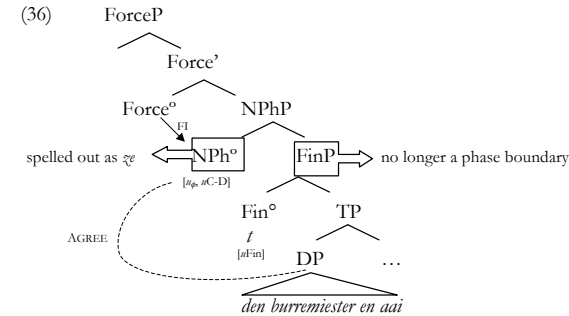 (36) ForceP
Force’
Force° NPhP
FI
spelled out as ze NPh° FinP no longer a phase boundary
[uφ, uC-D]
Fin° TP
AGREE t
[uFin] DP …
den burremiester en aai